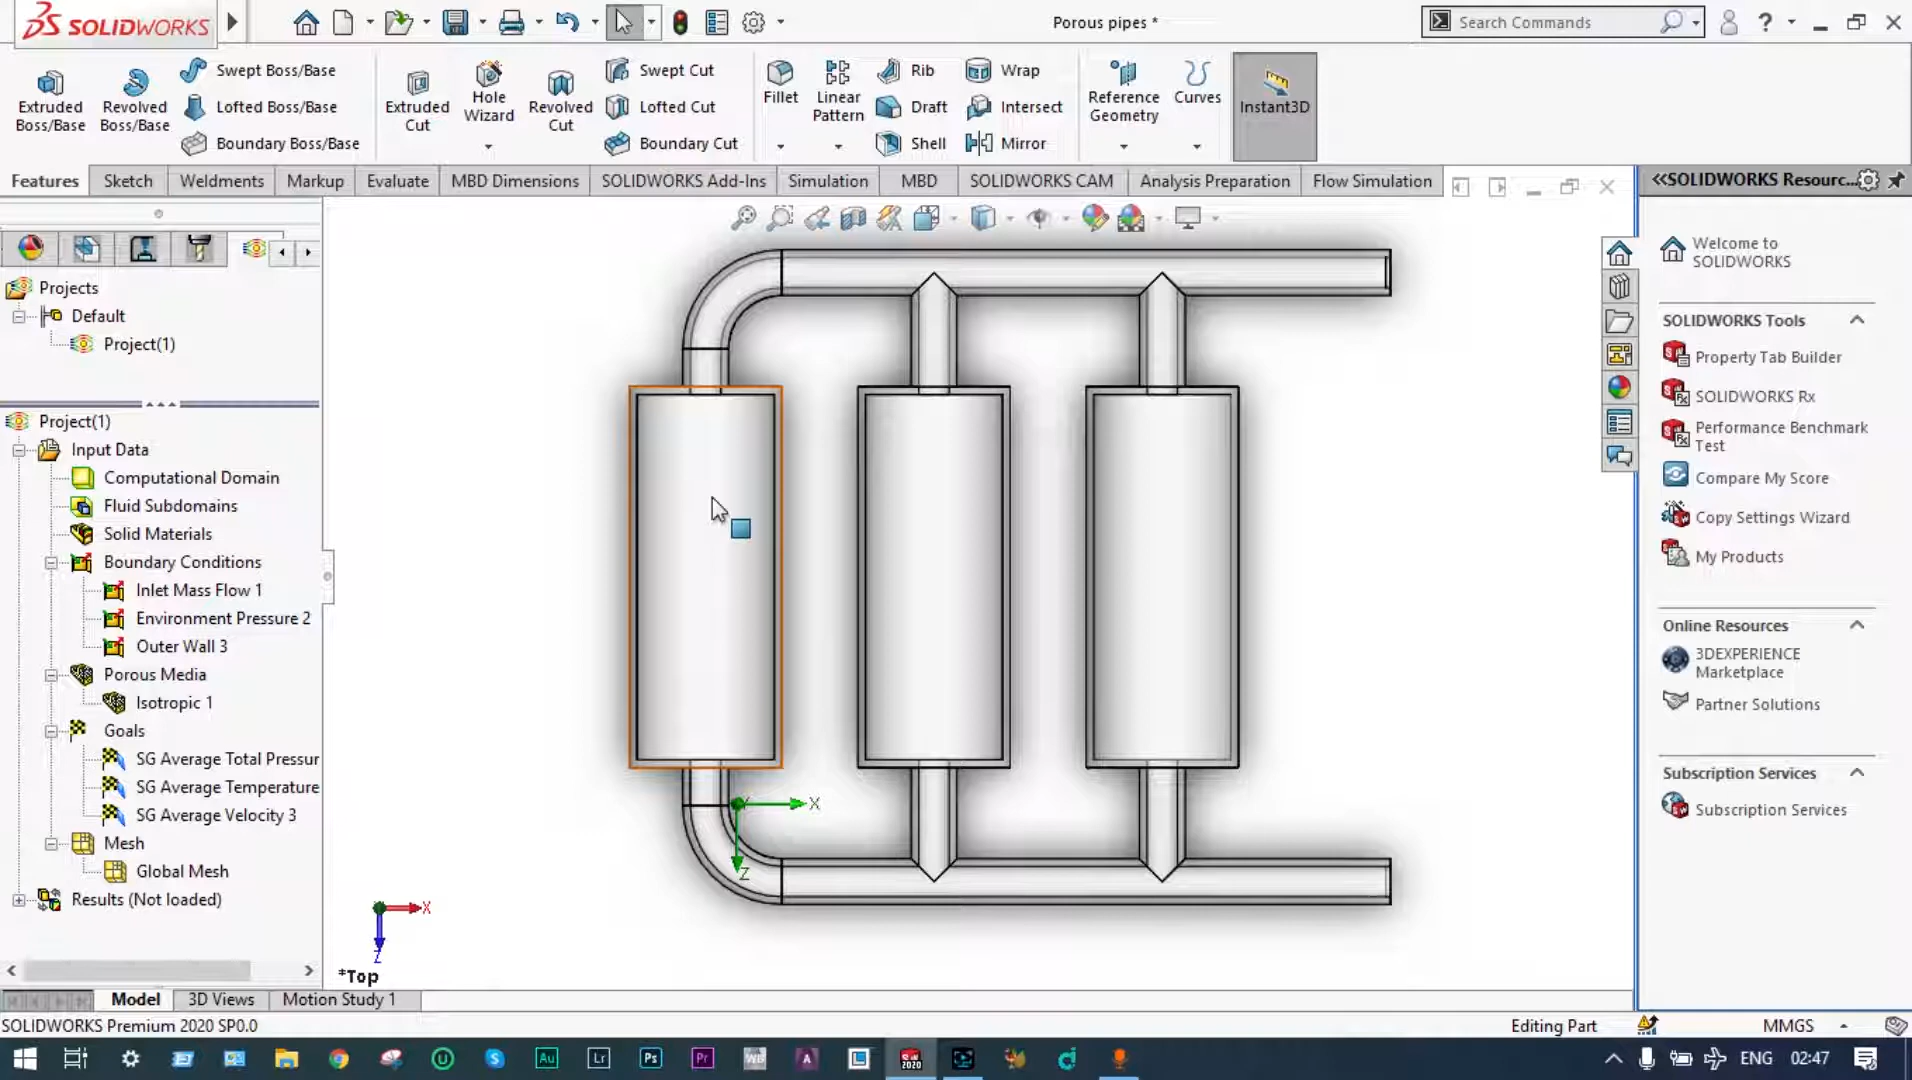 SOLIDWORKS
Porous pipes *
Search Commands
?
Extruded Boss/Base
Revolved Boss/Base
Swept Boss/Base
Lofted Boss/Base
Boundary Boss/Base
Extruded Cut
Hole Wizard
Revolved Cut
Swept Cut
Lofted Cut
Boundary Cut
Fillet
Linear Pattern
Rib
Draft
Shell
Wrap
Intersect
Mirror
Reference Geometry
Curves
Instant3D
Features
Sketch
Weldments
Markup
Evaluate
MBD Dimensions
SOLIDWORKS Add-Ins
Simulation
MBD
SOLIDWORKS CAM
Analysis Preparation
Flow Simulation
Projects
Default
Project(1)
Project(1)
Input Data
Computational Domain
Fluid Subdomains
Solid Materials
Boundary Conditions
Inlet Mass Flow 1
Environment Pressure 2
Outer Wall 3
Porous Media
Isotropic 1
Goals
SG Average Total Pressur
SG Average Temperature
SG Average Velocity 3
Mesh
Global Mesh
Results (Not loaded)
X
Z
X
Z
*Top
SOLIDWORKS Resourc...
Welcome to
SOLIDWORKS
SOLIDWORKS Tools
Property Tab Builder
SOLIDWORKS Rx
Performance Benchmark
Test
Compare My Score
Copy Settings Wizard
My Products
Online Resources
3DEXPERIENCE
Marketplace
Partner Solutions
Subscription Services
Subscription Services
Model
3D Views
Motion Study 1
SOLIDWORKS Premium 2020 SP0.0
Editing Part
MMGS
Au
Lr
Ps
Pr
WB
A
SW
2020
ENG
02:47